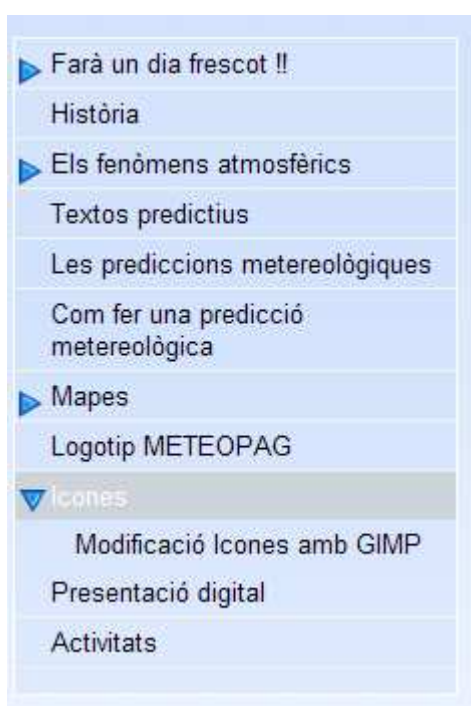 Farà un dia frescot !!
Història
Els fenòmens atmosfèrics
Textos predictius
Les prediccions metereològiques
Com fer una predicció
metereològica
Mapes
Logotip METEOPAG
Icones
Modificació Icones amb GIMP
Presentació digital
Activitats